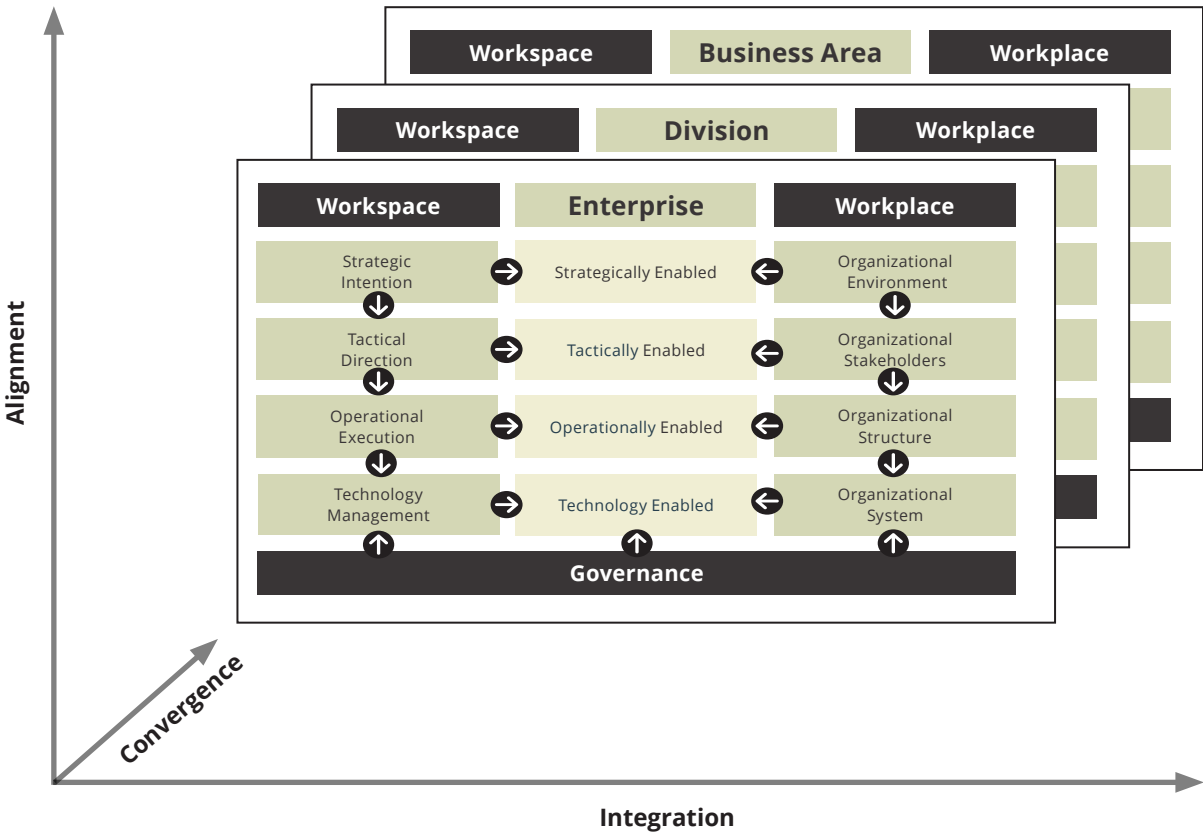 Workspace
Business Area
Workplace
Workspace
Division
Workplace
Workspace
Enterprise
Workplace
Strategic
Intention
Strategically Enabled
Organizational
Environment
Tactical
Direction
Tactically Enabled
Organizational
Stakeholders
Operational
Execution
Operationally Enabled
Organizational
Structure
Technology
Management
Technology Enabled
Organizational
System
Governance
Alignment
Convergence
Integration